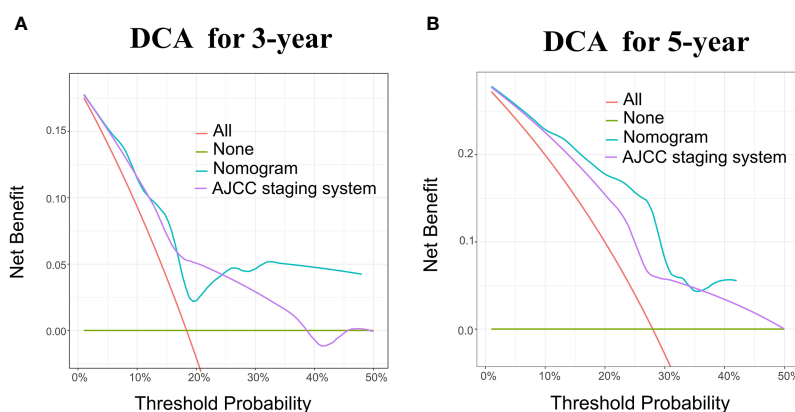 A
DCA for 3-year
Net Benefit
0.15
0.10
0.05
0.00
All
None
Nomogram
AJCC staging system
0% 10% 20% 30% 40% 50%
Threshold Probability
B
DCA for 5-year
Net Benefit
0.2
0.1
0.0
All
None
Nomogram
AJCC staging system
0% 10% 20% 30% 40% 50%
Threshold Probability